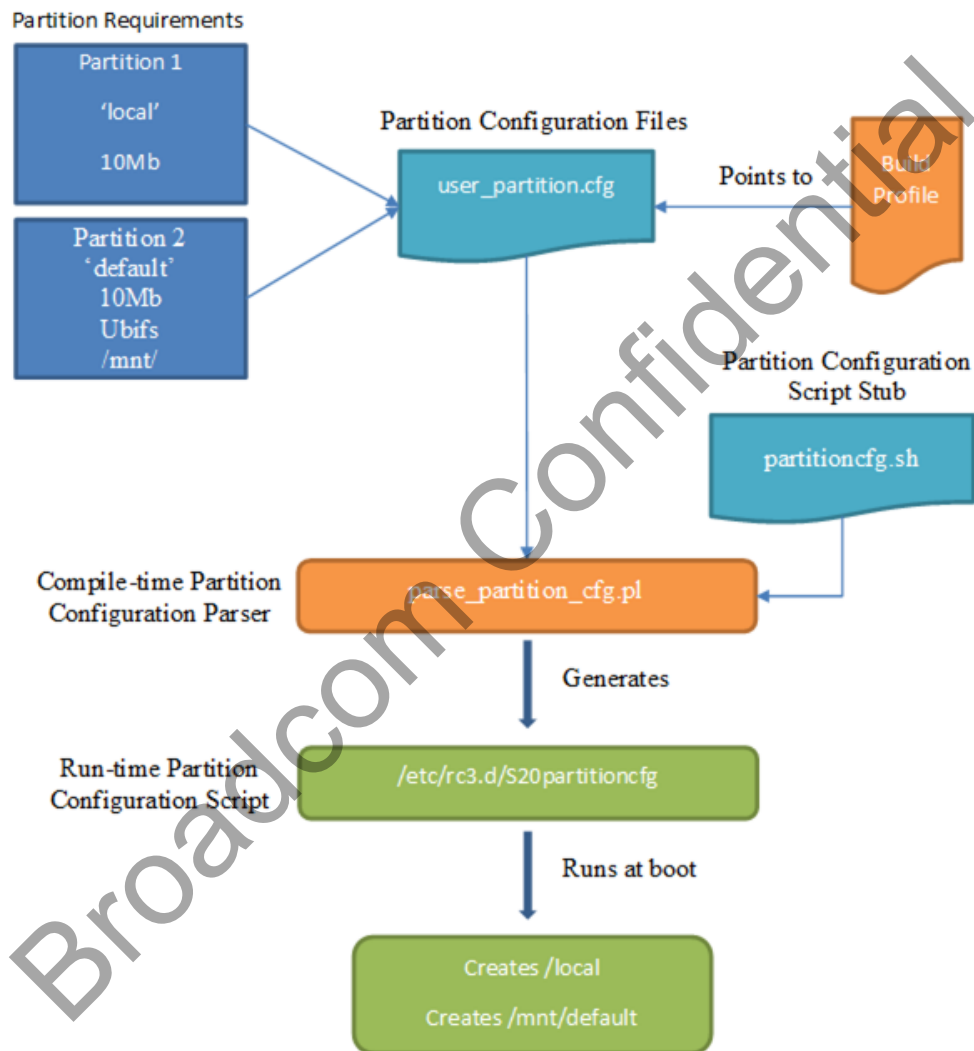 Partition Requirements
Partition 1
'local'
10Mb
Partition 2
‘default’
10Mb
Ubifs
/mnt/
Partition Configuration Files
user_partition.cfg
Points to
Build
Profile
Partition Configuration
Script Stub
partitioncfg.sh
Compile-time Partition
Configuration Parser
parse_partition_cfg.pl
Generates
Run-time Partition
Configuration Script
/etc/rc3.d/S20partitioncfg
Runs at boot
Creates /local
Creates /mnt/default
Broadcom Confidential